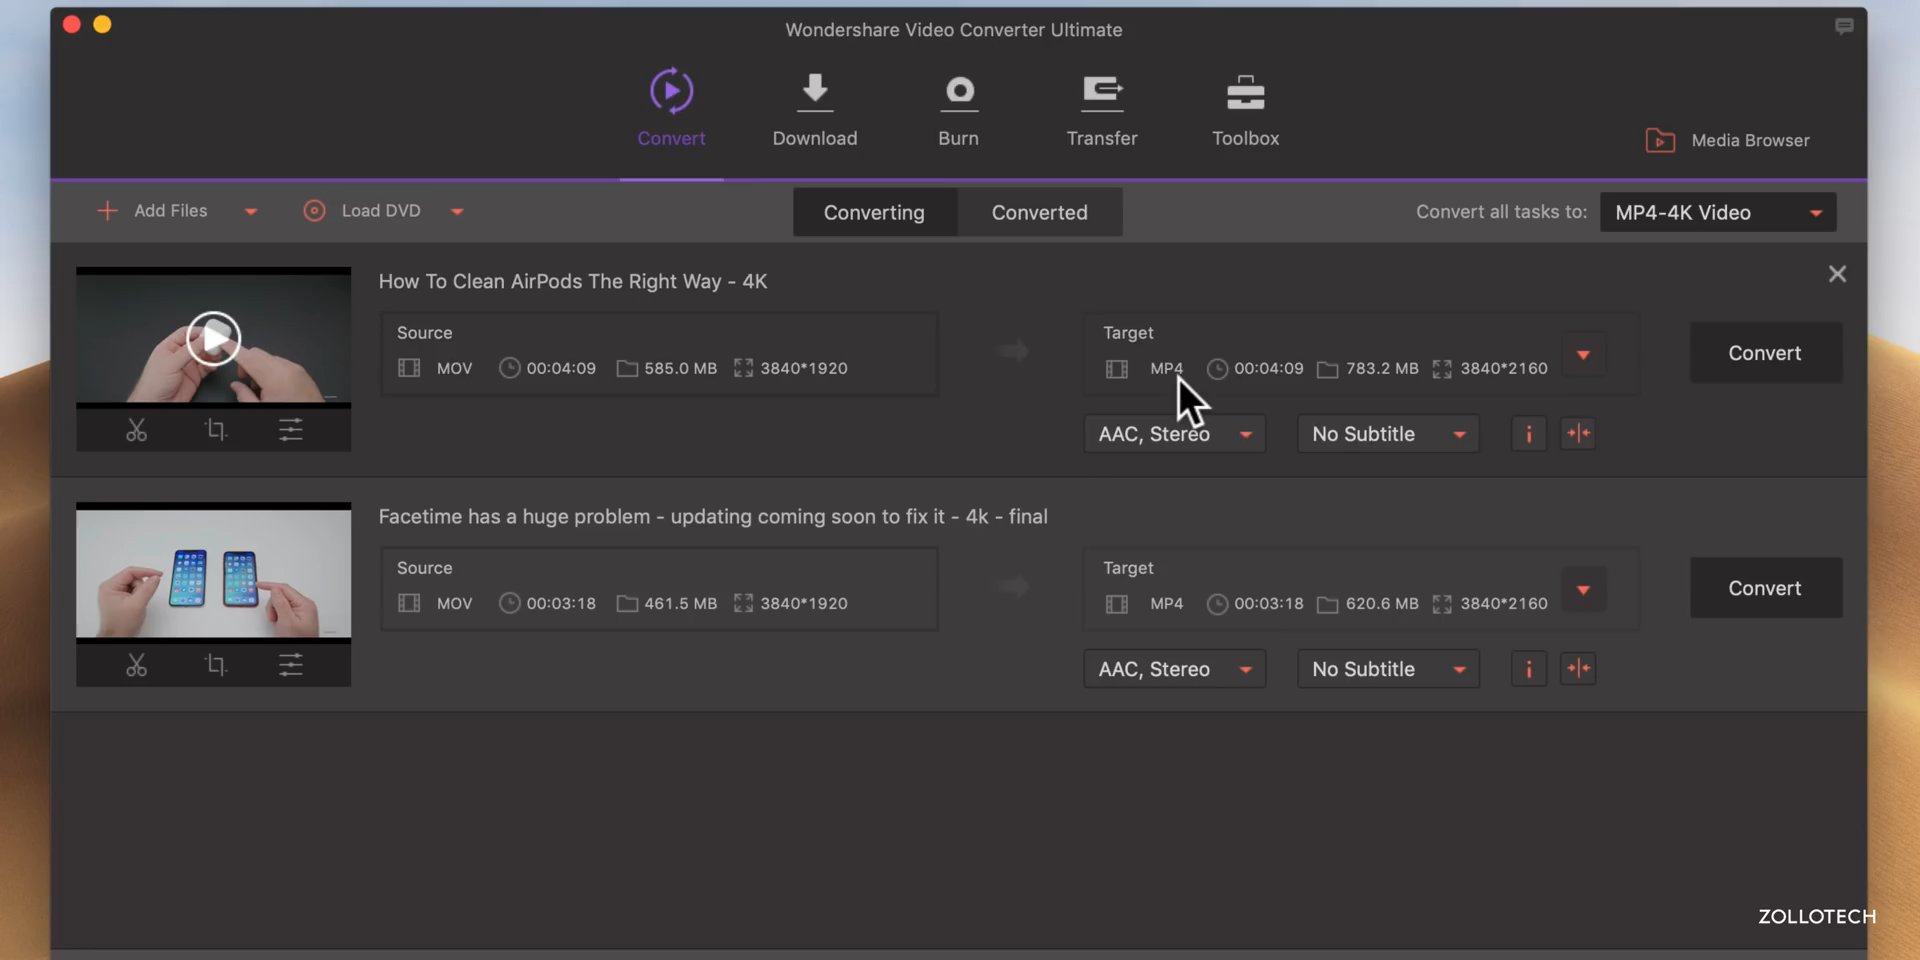 Wondershare Video Converter Ultimate
Convert Download Burn Transfer Toolbox
Media Browser
Add Files Load DVD Converting Converted Convert all tasks to: MP4-4K Video
How To Clean AirPods The Right Way - 4K
Source Target
MOV 00:04:09 585.0 MB 3840*1920 MP4 00:04:09 783.2 MB 3840*2160 Convert
AAC, Stereo No Subtitle
Facetime has a huge problem - updating coming soon to fix it - 4k - final
Source Target
MOV 00:03:18 461.5 MB 3840*1920 MP4 00:03:18 620.6 MB 3840*2160 Convert
AAC, Stereo No Subtitle
ZOLLOTECH